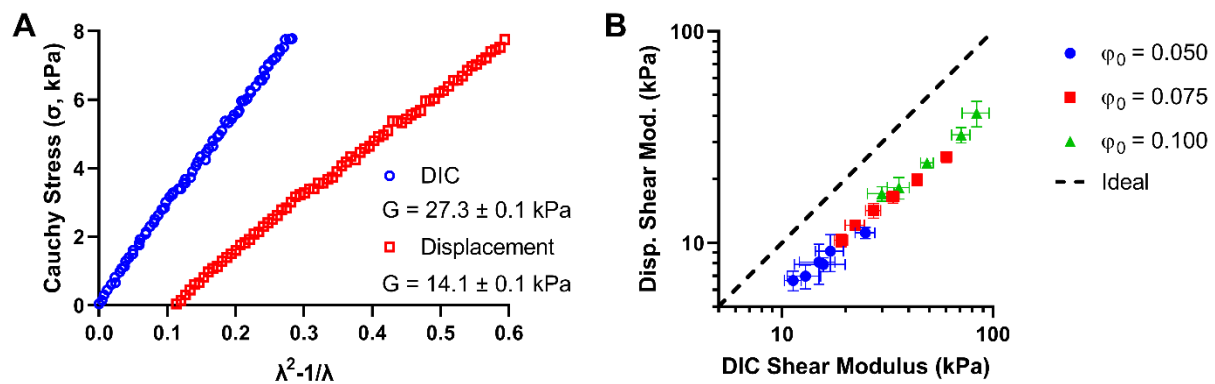 A
Cauchy Stress (σ, kPa)
8
6
4
2
0
0.0 0.1 0.2 0.3 0.4 0.5 0.6
λ²-1/λ
DIC
G = 27.3 ± 0.1 kPa
Displacement
G = 14.1 ± 0.1 kPa
B
Disp. Shear Mod. (kPa)
100
10
10 100
DIC Shear Modulus (kPa)
φ₀ = 0.050
φ₀ = 0.075
φ₀ = 0.100
Ideal